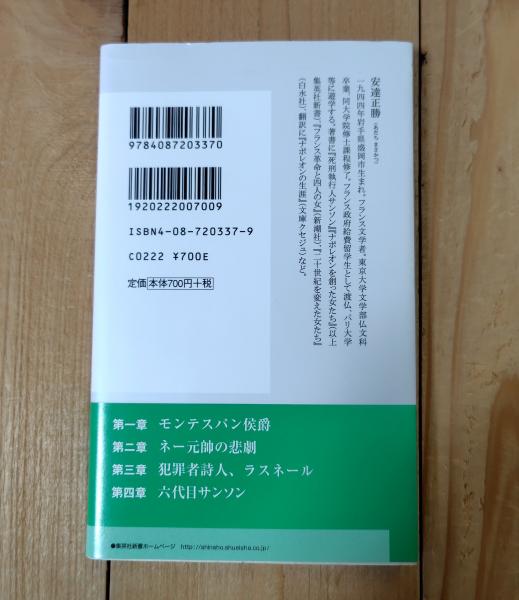 安達正勝(あだち まさかつ)
一九四四年岩手県盛岡市生まれ。フランス文学者。東京大学文学部仏文科
卒業、同大学院修士課程修了。フランス政府給費留学生として渡仏、パリ大学
等に遊学する。著書に『死刑執行人サンソン』『ナポレオンを創った女たち』(以上
集英社新書)、『フランス革命と四人の女』(新潮社)、『二十世紀を変えた女たち』
(白水社)、翻訳に『ナポレオンの生涯』(文庫クセジュ)など。
9784087203370
1920222007009
ISBN4-08-720337-9
C0222 ¥700E
定価 本体700円+税
第一章 モンテスパン侯爵
第二章 ネー元帥の悲劇
第三章 犯罪者詩人、ラスネール
第四章 六代目サンソン
●集英社新書ホームページ http://shinsho.shueisha.co.jp/